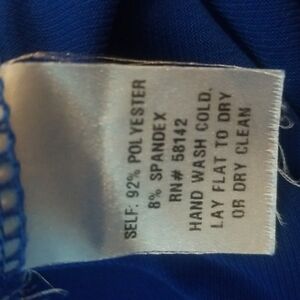 SELF: 92% POLYESTER
8% SPANDEX
RN# 58142
HAND WASH COLD.
LAY FLAT TO DRY
OR DRY CLEAN